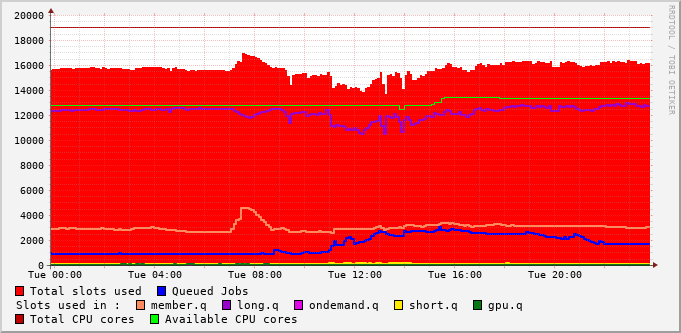 20000
18000
16000
14000
12000
10000
8000
6000
4000
2000
0
Tue 00:00 Tue 04:00 Tue 08:00 Tue 12:00 Tue 16:00 Tue 20:00
RRDTOOL / TOBI OETIKER
Total slots used Queued Jobs
Slots used in : member.q long.q ondemand.q short.q gpu.q
Total CPU cores Available CPU cores